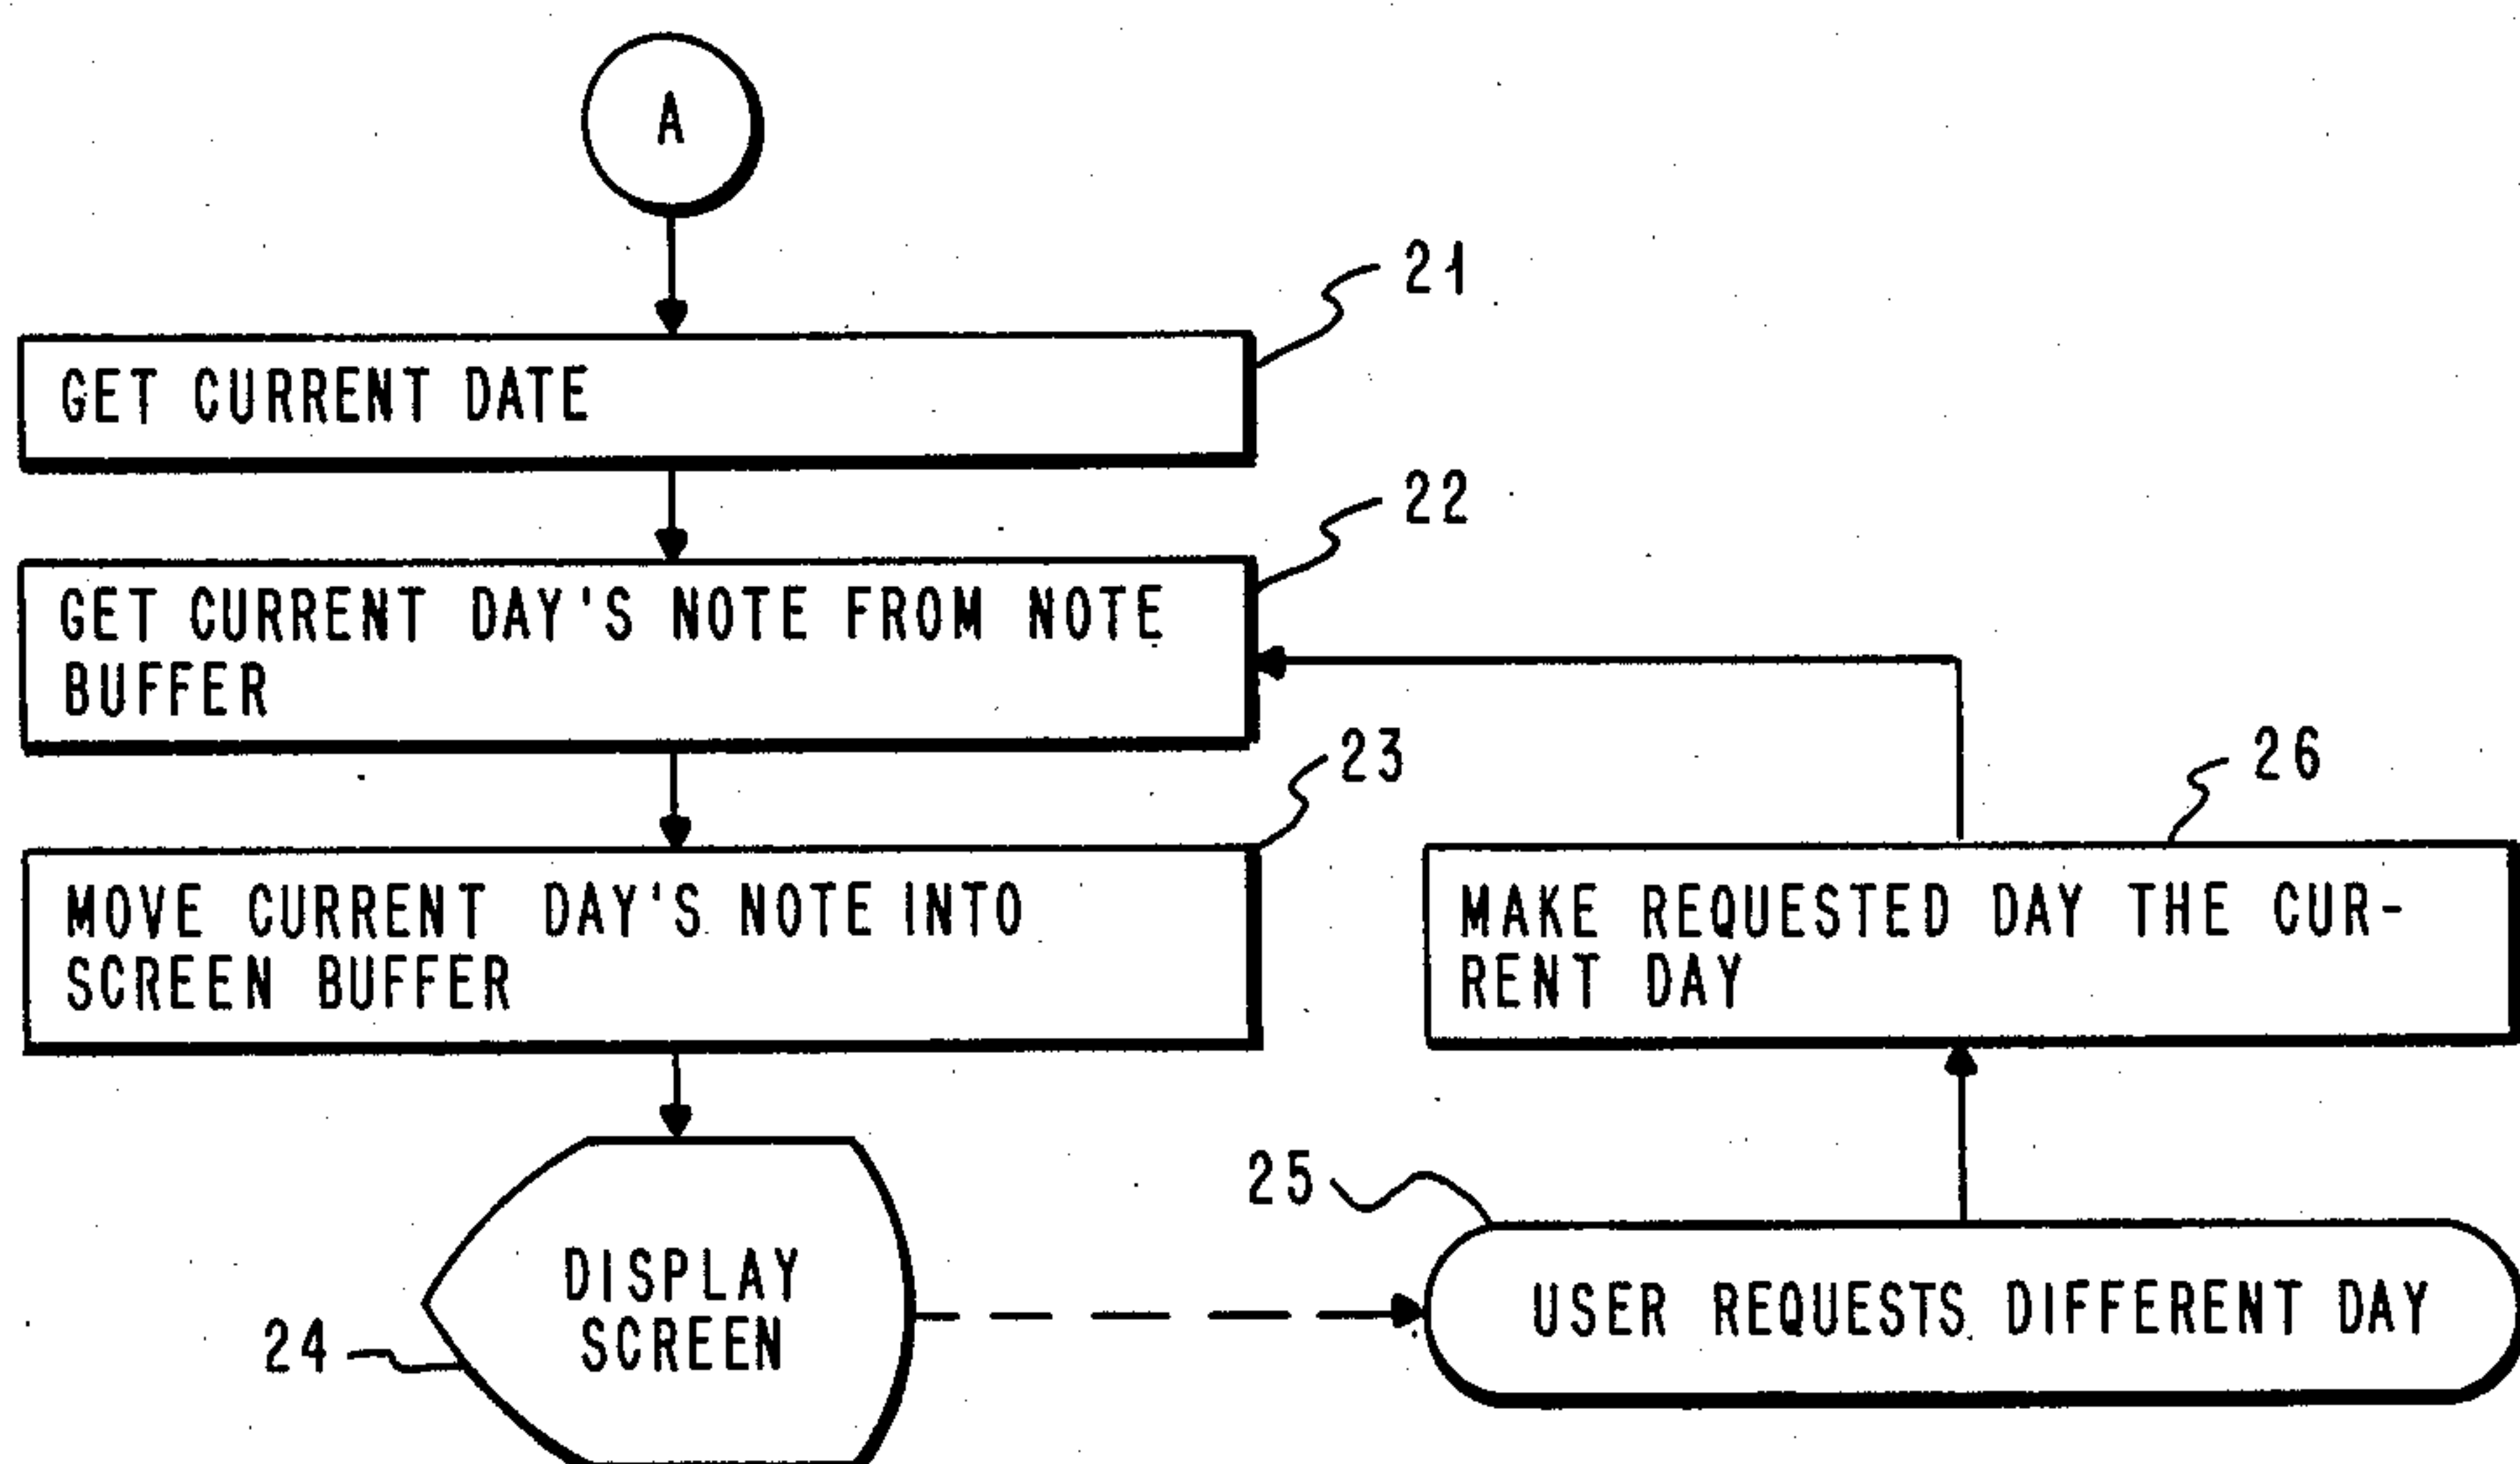 A
21
GET CURRENT DATE
22
GET CURRENT DAY'S NOTE FROM NOTE
BUFFER
23
MOVE CURRENT DAY'S NOTE INTO
SCREEN BUFFER
26
MAKE REQUESTED DAY THE CUR-
RENT DAY
24
DISPLAY
SCREEN
25
USER REQUESTS DIFFERENT DAY